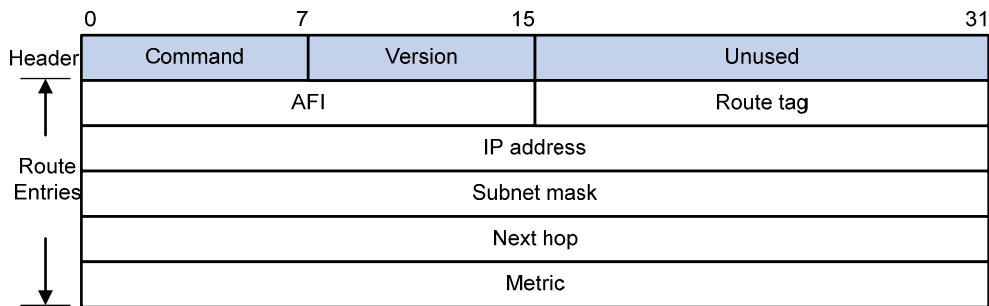 0 7 15 31
Header Command Version Unused
AFI Route tag
IP address
Route
Entries
Subnet mask
Next hop
Metric